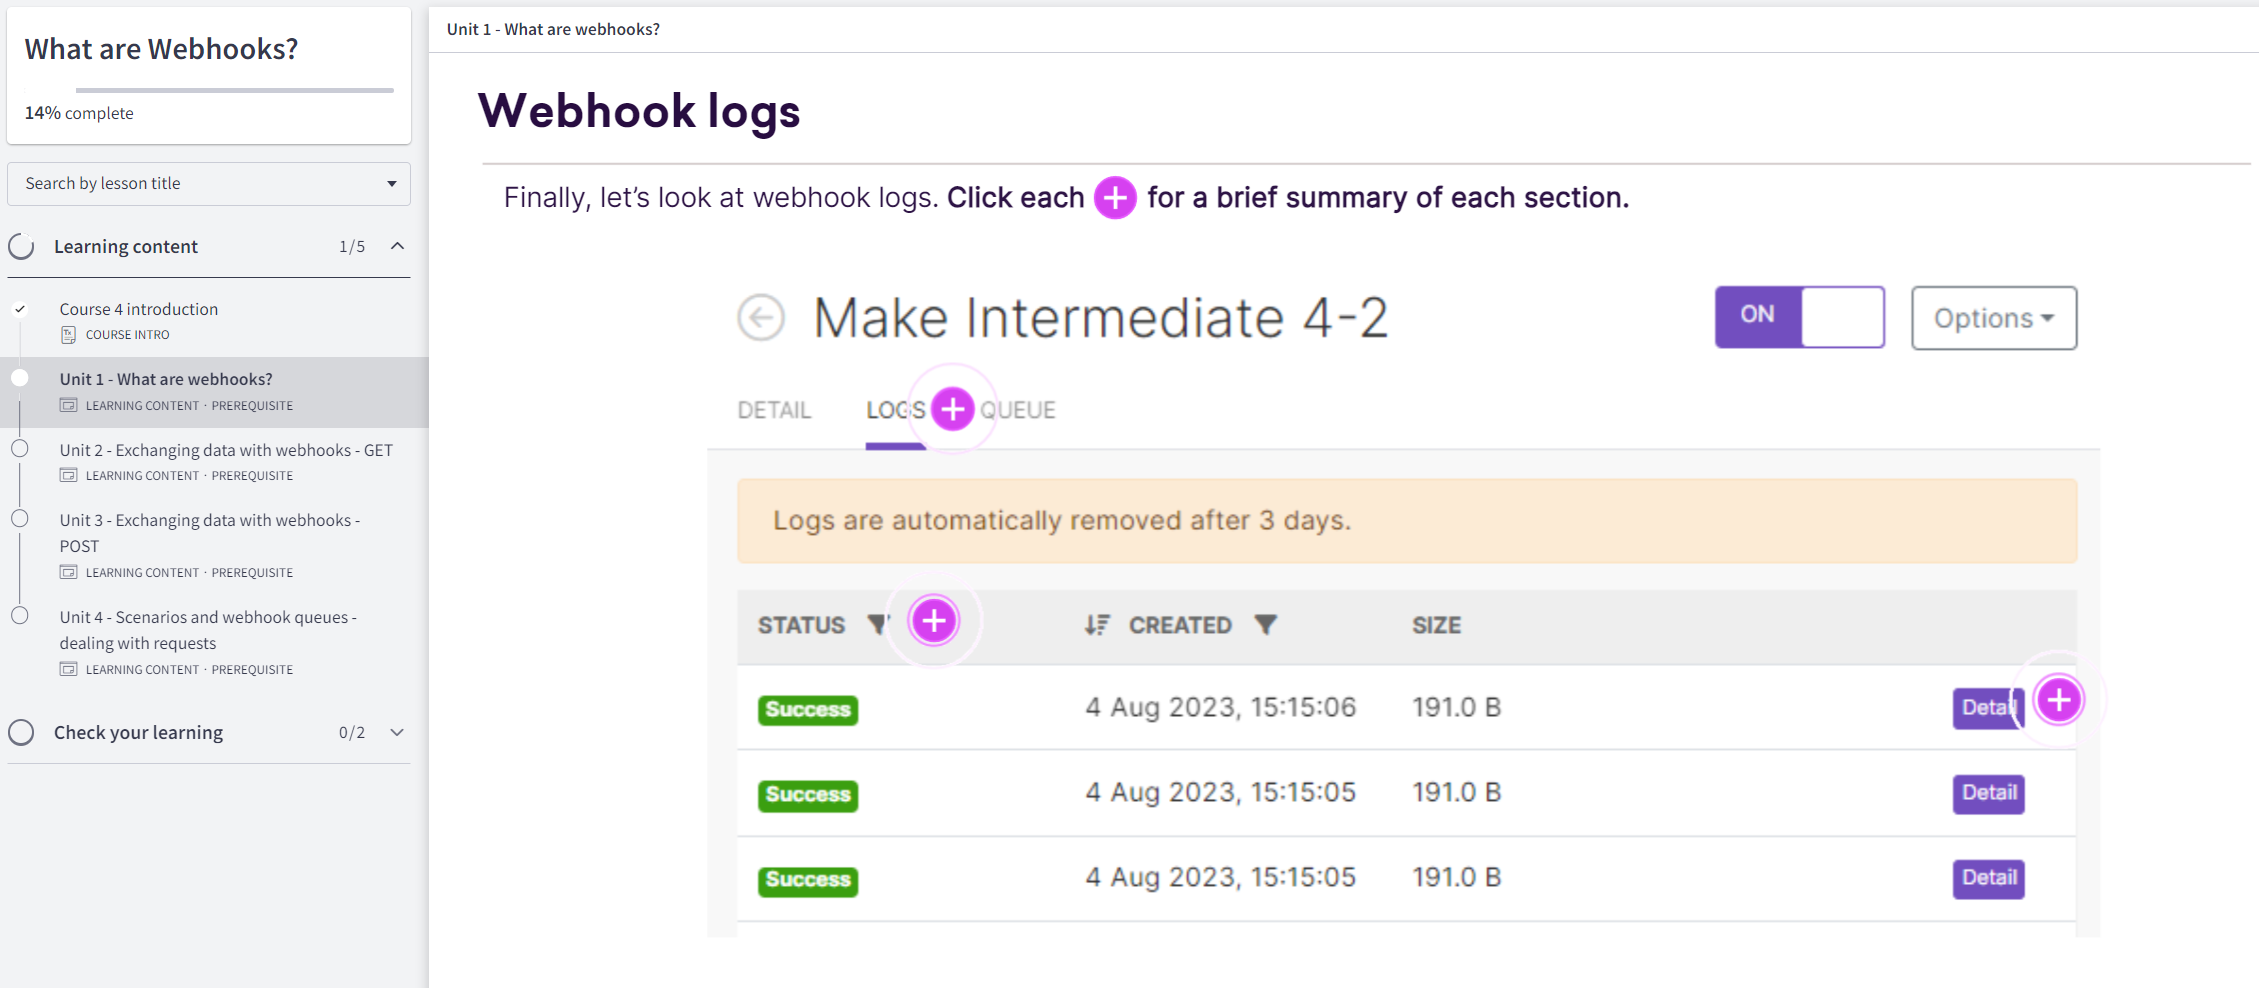 What are Webhooks?
14% complete
Search by lesson title
Learning content 1/5
Course 4 introduction
COURSE INTRO
Unit 1 - What are webhooks?
LEARNING CONTENT · PREREQUISITE
Unit 2 - Exchanging data with webhooks - GET
LEARNING CONTENT · PREREQUISITE
Unit 3 - Exchanging data with webhooks -
POST
LEARNING CONTENT · PREREQUISITE
Unit 4 - Scenarios and webhook queues -
dealing with requests
LEARNING CONTENT · PREREQUISITE
Check your learning 0/2
Unit 1 - What are webhooks?
Webhook logs
Finally, let’s look at webhook logs. Click each + for a brief summary of each section.
Make Intermediate 4-2
ON
Options
DETAIL LOGS QUEUE
Logs are automatically removed after 3 days.
STATUS CREATED SIZE
Success 4 Aug 2023, 15:15:06 191.0 B Detail
Success 4 Aug 2023, 15:15:05 191.0 B Detail
Success 4 Aug 2023, 15:15:05 191.0 B Detail